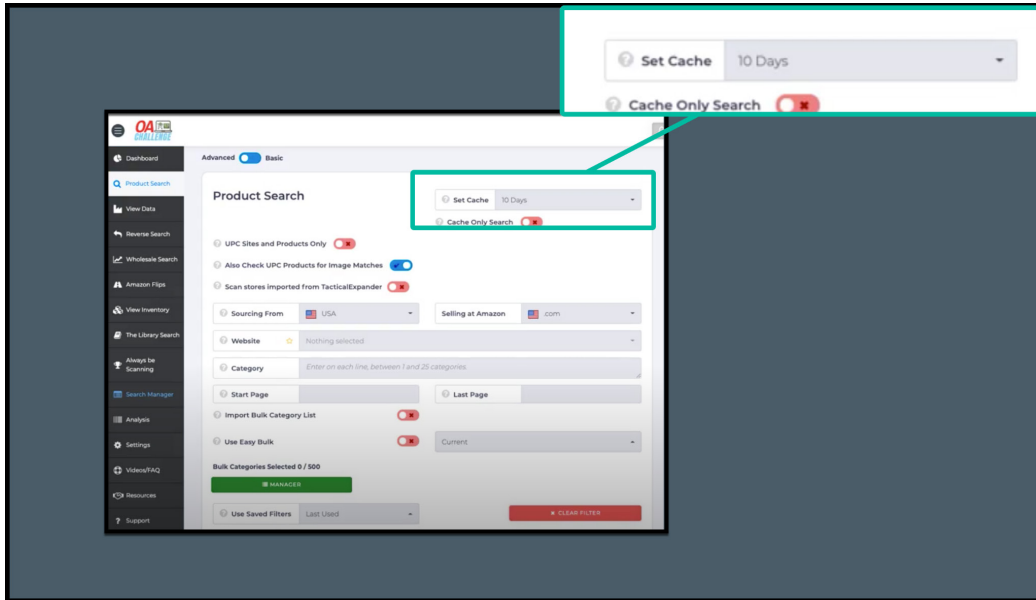 Set Cache 10 Days
Cache Only Search
OA
CHALLENGE
Dashboard
Product Search
View Data
Reverse Search
Wholesale Search
Amazon Flips
View Inventory
The Library Search
Always be
Scanning
Search Manager
Analysis
Settings
Videos/FAQ
Resources
? Support
Advanced Basic
Product Search
Set Cache 10 Days
Cache Only Search
UPC Sites and Products Only
Also Check UPC Products for Image Matches
Scan stores imported from TacticalExpander
Sourcing From USA Selling at Amazon .com
Website Nothing selected
Category Enter on each line, between 1 and 25 categories
Start Page Last Page
Import Bulk Category List
Use Easy Bulk Current
Bulk Categories Selected 0 / 500
MANAGER
Use Saved Filters Last Used × CLEAR FILTER